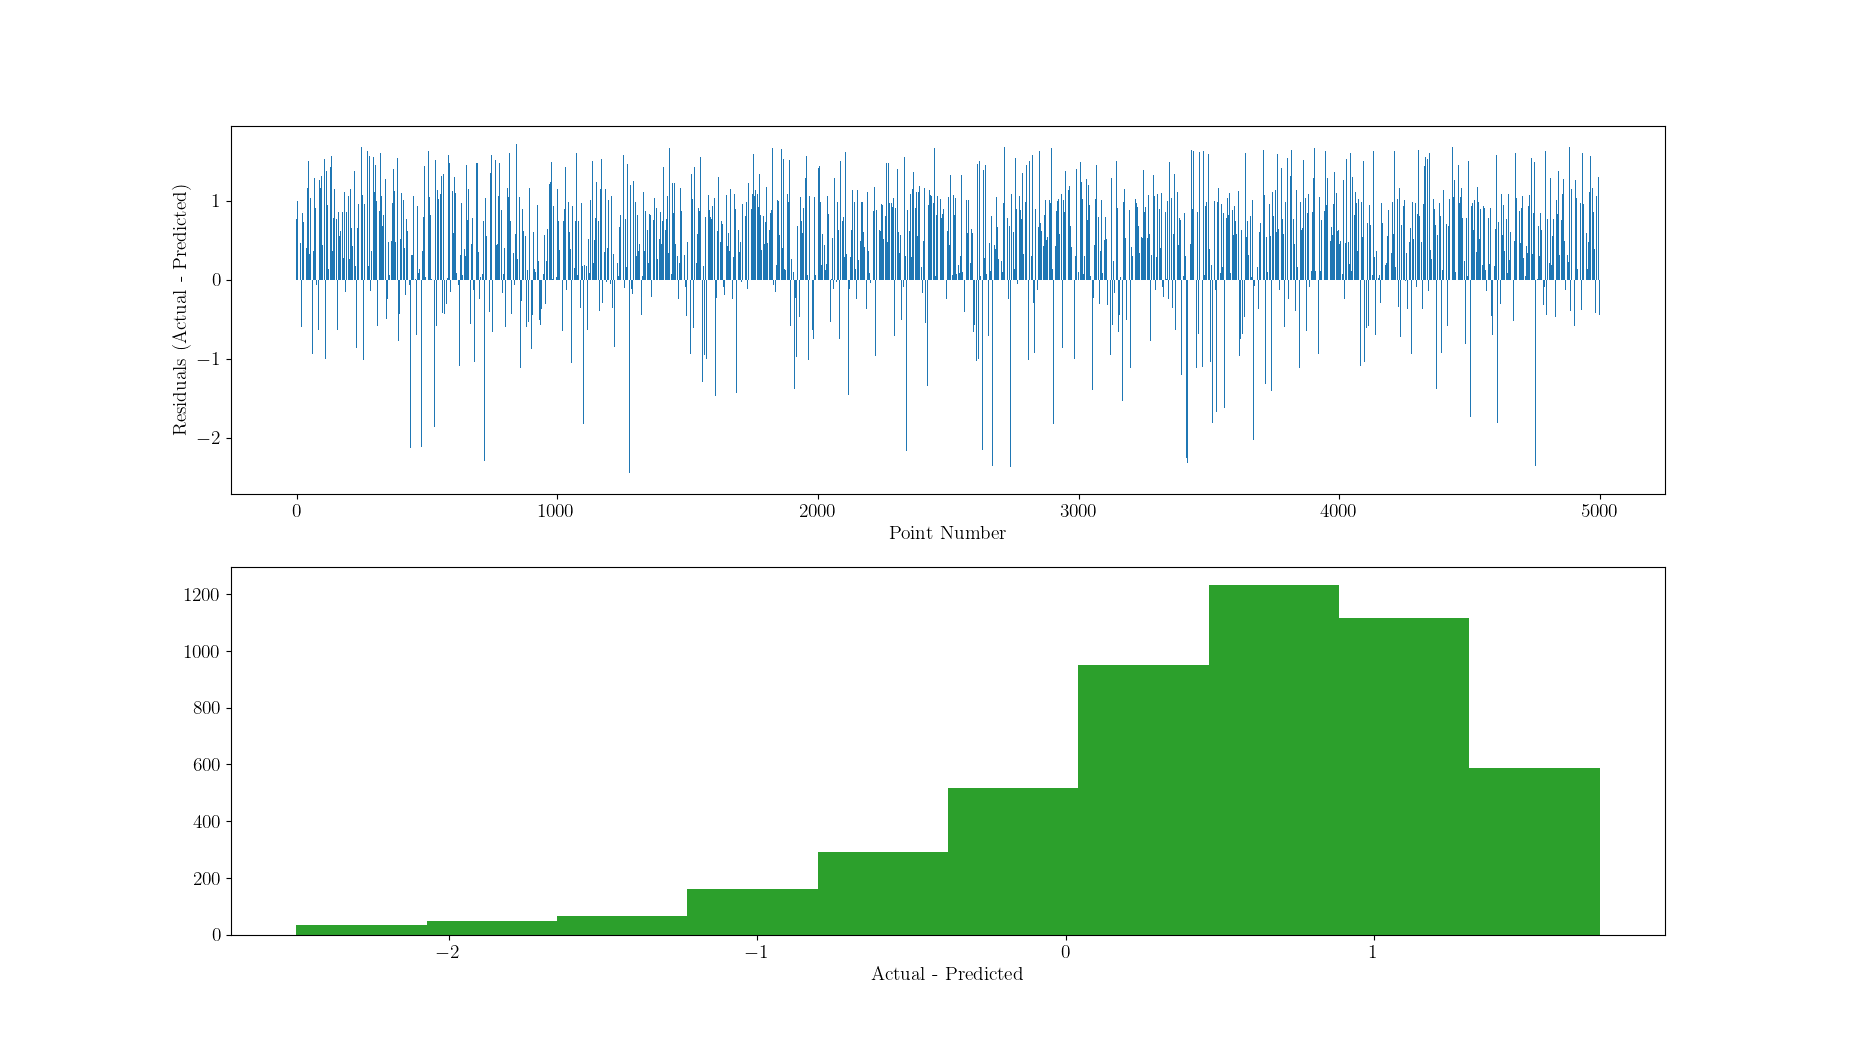 Residuals (Actual - Predicted)
1
0
−1
−2
0 1000 2000 3000 4000 5000
Point Number
1200
1000
800
600
400
200
0
−2 −1 0 1
Actual - Predicted